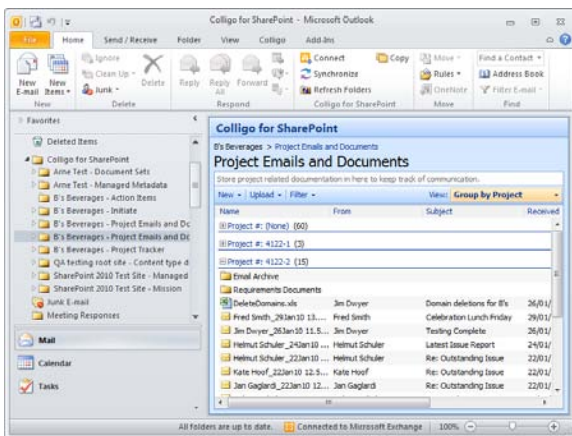 Colligo for SharePoint - Microsoft Outlook
File Home Send / Receive Folder View Colligo Add-Ins
New E-mail
New Items
Ignore
Clean Up
Junk
Delete
Reply
Reply All
Forward
Connect
Copy
Synchronize
Refresh Folders
Move
Rules
OneNote
Find a Contact
Address Book
Filter E-mail
New Delete Respond Colligo for SharePoint Move Find
Favorites
Deleted Items
Colligo for SharePoint
Arne Test - Document Sets
Arne Test - Managed Metadata
B's Beverages - Action Items
B's Beverages - Initiate
B's Beverages - Project Emails and Dc
B's Beverages - Project Emails and Dc
B's Beverages - Project Tracker
QA testing root site - Content type d
SharePoint 2010 Test Site - Managed
SharePoint 2010 Test Site - Mission
Junk E-mail
Meeting Responses
Mail
Calendar
Tasks
Colligo for SharePoint
B's Beverages > Project Emails and Documents
Project Emails and Documents
Store project related documentation in here to keep track of communication.
New Upload Filter View: Group by Project
Name From Subject Received
Project #: (None) (60)
Project #: 4122-1 (3)
Project #: 4122-2 (15)
Email Archive
Requirements Documents
DeleteDomains.xls Jim Dwyer Domain deletions for B's 26/01/
Fred Smith_29Jan10 13.... Fred Smith Celebration Lunch Friday 29/01/
Jim Dwyer_26Jan10 11.5... Jim Dwyer Testing Complete 26/01/
Helmut Schuler_24Jan10 ... Helmut Schuler Latest Issue Report 24/01/
Helmut Schuler_22Jan10 ... Helmut Schuler Re: Outstanding Issue 22/01/
Kate Hoof_22Jan10 12.5... Kate Hoof Re: Outstanding Issue 22/01/
Jan Gaglardi_22Jan10 12... Jan Gaglardi Re: Outstanding Issue 22/01/
All folders are up to date. Connected to Microsoft Exchange 100%